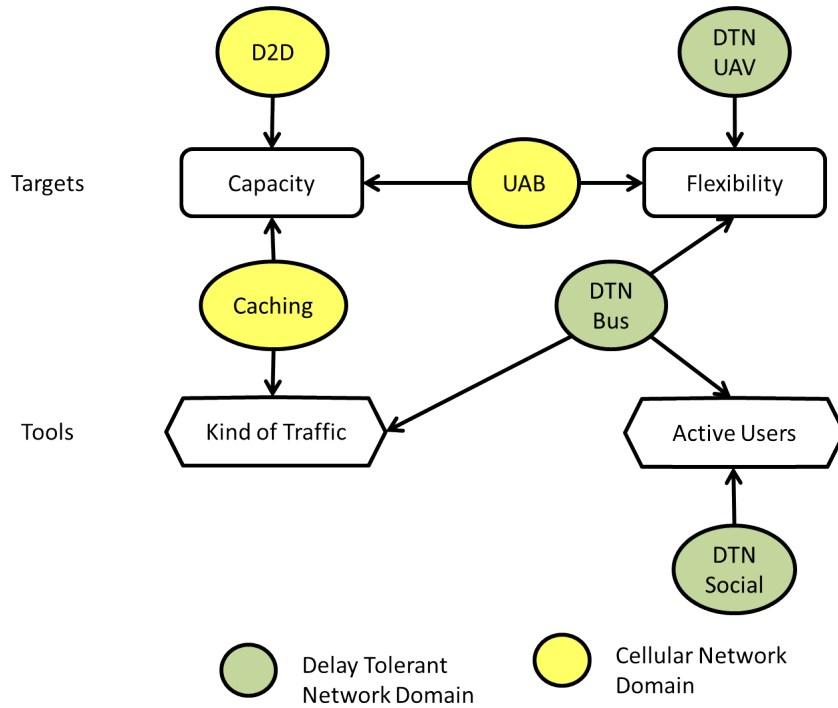 D2D
DTN
UAV
Targets
Capacity
UAB
Flexibility
Caching
DTN
Bus
Tools
Kind of Traffic
Active Users
DTN
Social
Delay Tolerant
Network Domain
Cellular Network
Domain